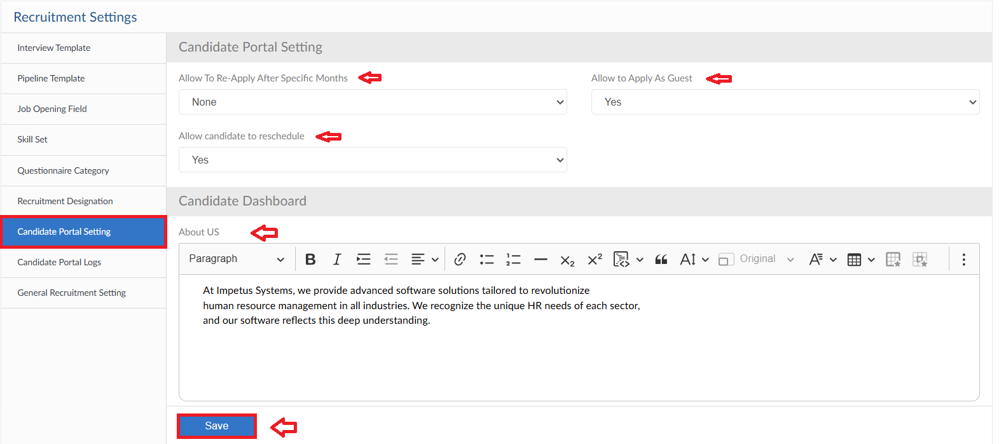 Recruitment Settings
Interview Template
Pipeline Template
Job Opening Field
Skill Set
Questionnaire Category
Recruitment Designation
Candidate Portal Setting
Candidate Portal Logs
General Recruitment Setting
Candidate Portal Setting
Allow To Re-Apply After Specific Months
None
Allow to Apply As Guest
Yes
Allow candidate to reschedule
Yes
Candidate Dashboard
About US
Paragraph
Original
At Impetus Systems, we provide advanced software solutions tailored to revolutionize
human resource management in all industries. We recognize the unique HR needs of each sector,
and our software reflects this deep understanding.
Save